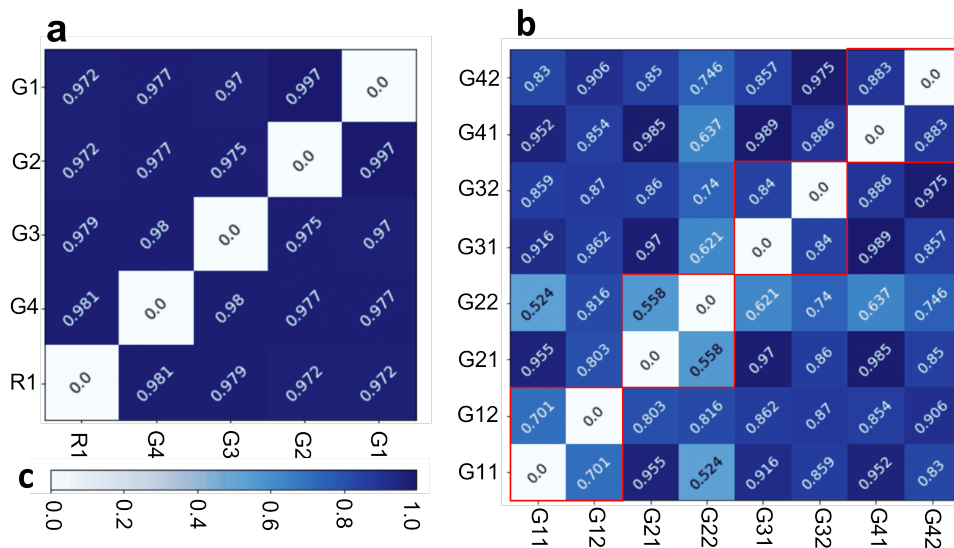 a
G1 0.972 0.977 0.97 0.997 0.0
G2 0.972 0.977 0.975 0.0 0.997
G3 0.979 0.98 0.0 0.975 0.97
G4 0.981 0.0 0.98 0.977 0.977
R1 0.0 0.981 0.979 0.972 0.972
R1 G4 G3 G2 G1
b
G42 0.83 0.906 0.85 0.746 0.857 0.975 0.883 0.0
G41 0.952 0.854 0.985 0.637 0.989 0.886 0.0 0.883
G32 0.859 0.87 0.86 0.74 0.84 0.0 0.886 0.975
G31 0.916 0.862 0.97 0.621 0.0 0.84 0.989 0.857
G22 0.524 0.816 0.558 0.0 0.621 0.74 0.637 0.746
G21 0.955 0.803 0.0 0.558 0.97 0.86 0.985 0.85
G12 0.701 0.0 0.803 0.816 0.862 0.87 0.854 0.906
G11 0.0 0.701 0.955 0.524 0.916 0.859 0.952 0.83
G11 G12 G21 G22 G31 G32 G41 G42
c
0.0 0.2 0.4 0.6 0.8 1.0